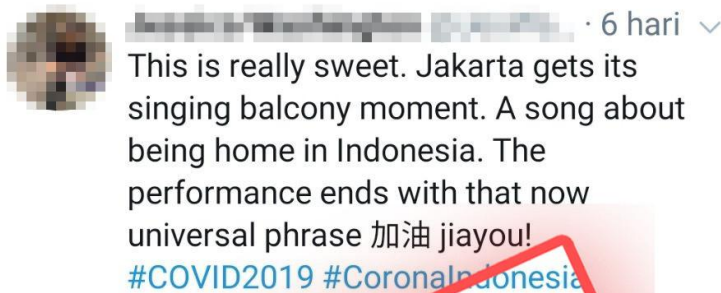 · 6 hari
This is really sweet. Jakarta gets its
singing balcony moment. A song about
being home in Indonesia. The
performance ends with that now
universal phrase 加油 jiayou!
#COVID2019 #CoronaIndonesia